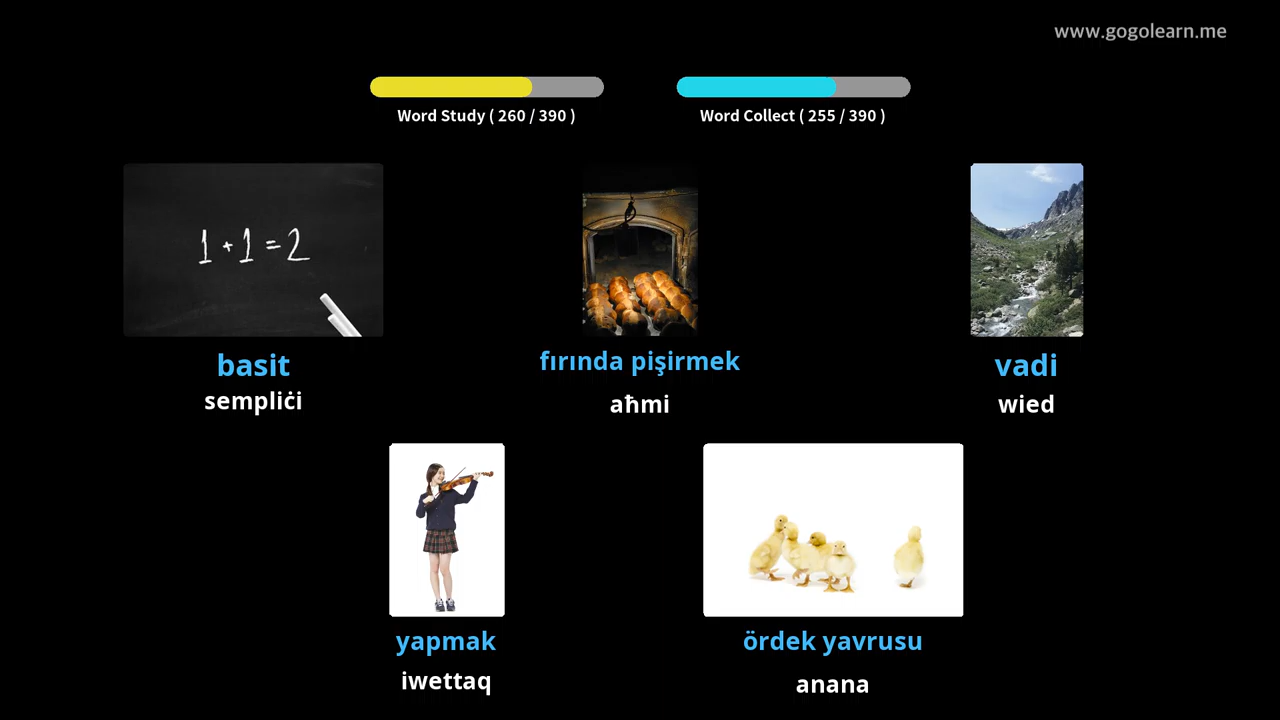 www.gogolearn.me
Word Study ( 260 / 390 )
Word Collect ( 255 / 390 )
1 + 1 = 2
basit
sempliċi
fırında pişirmek
aħmi
vadi
wied
yapmak
iwettaq
ördek yavrusu
anana